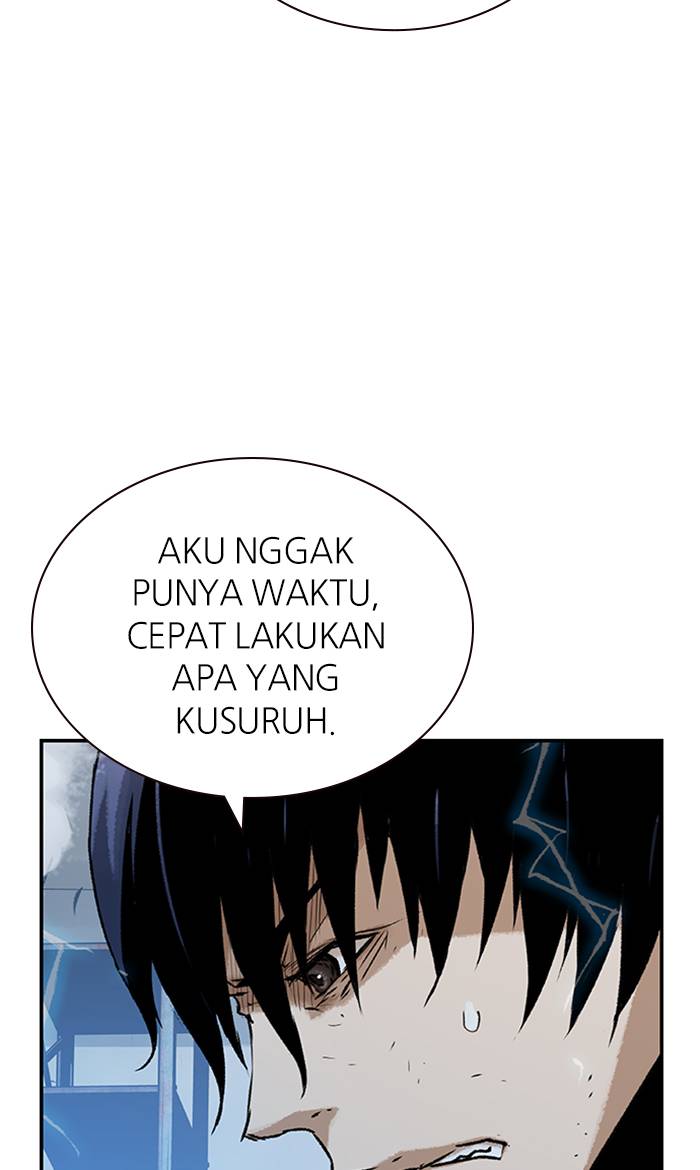 AKU NGGAK
PUNYA WAKTU,
CEPAT LAKUKAN
APA YANG
KUSURUH.